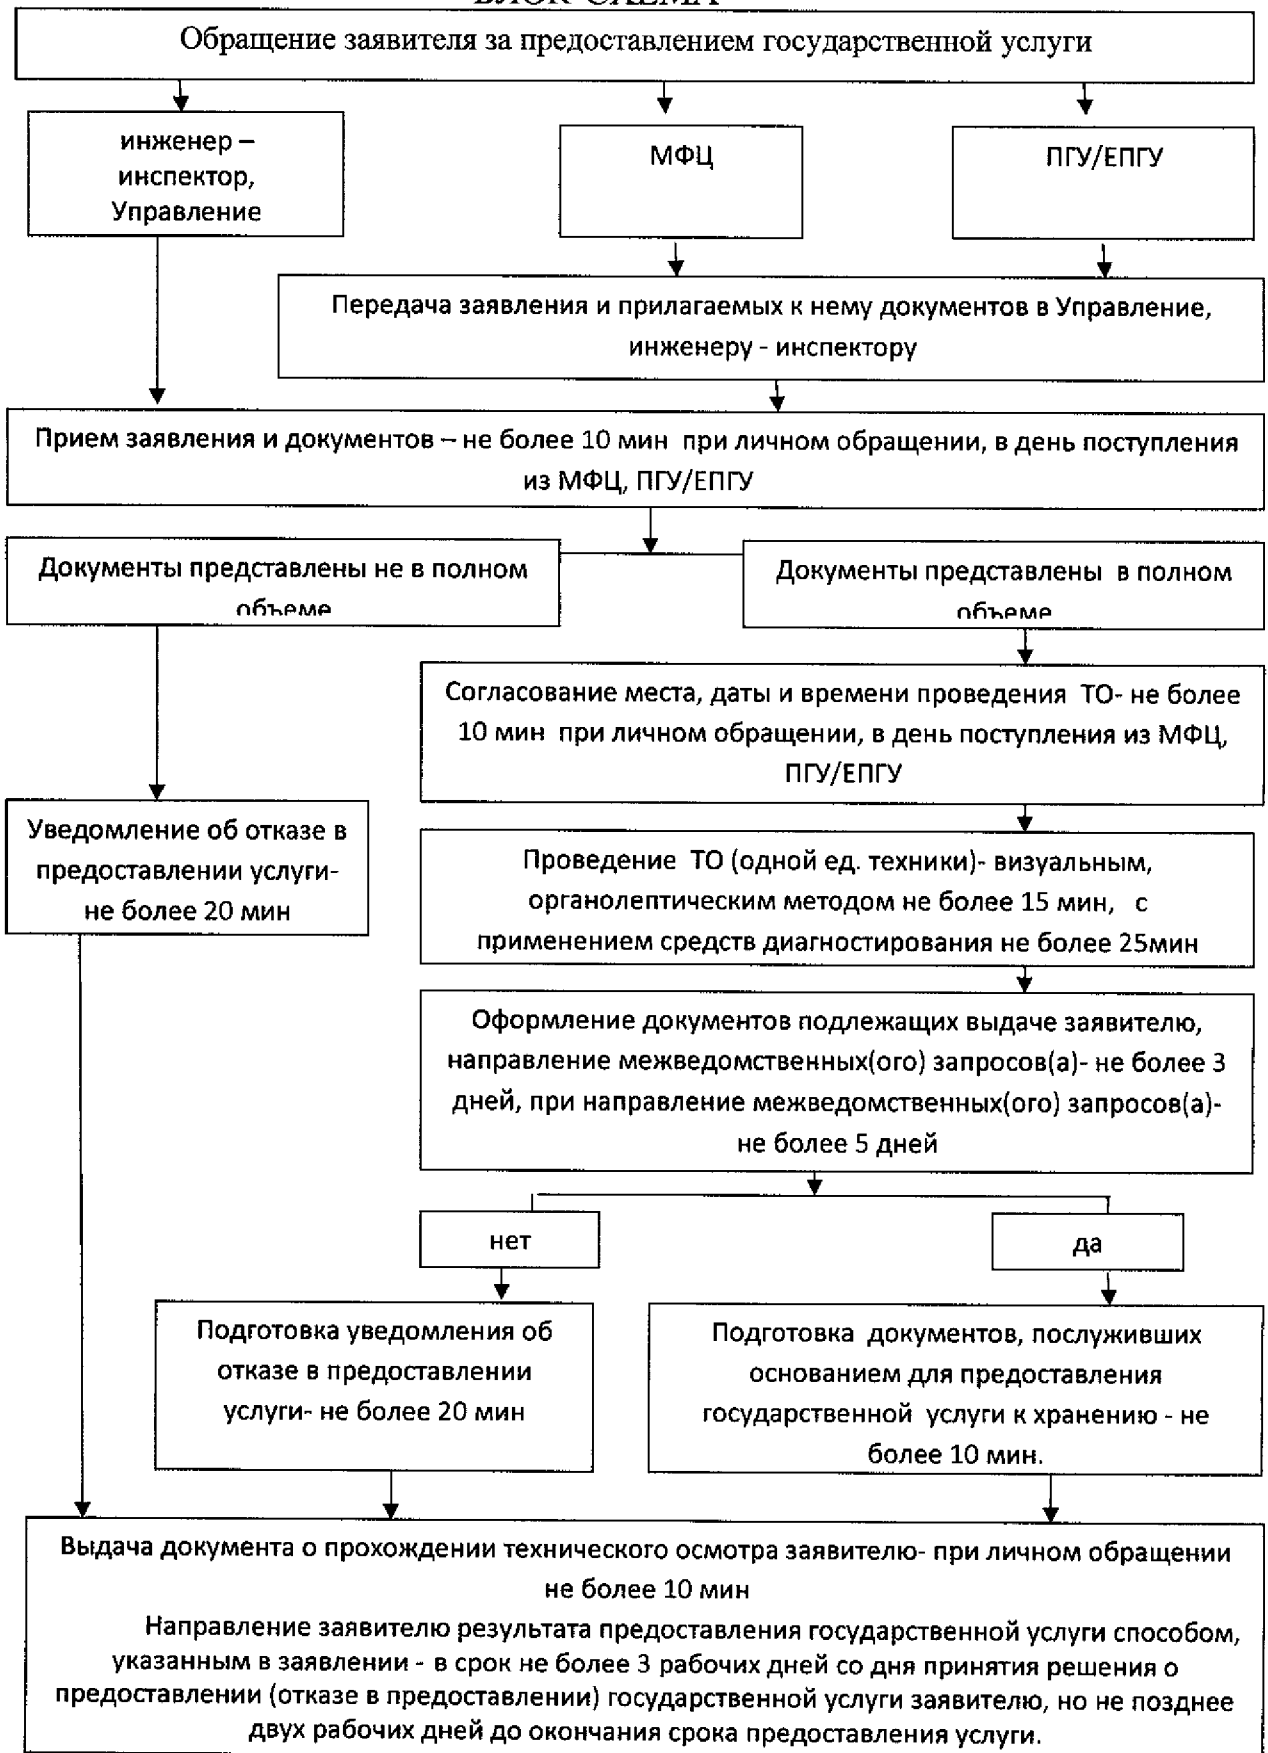 БЛОК-СХЕМА
Обращение заявителя за предоставлением государственной услуги
инженер –
инспектор,
Управление
МФЦ
ПГУ/ЕПГУ
Передача заявления и прилагаемых к нему документов в Управление,
инженеру - инспектору
Прием заявления и документов – не более 10 мин при личном обращении, в день поступления
из МФЦ, ПГУ/ЕПГУ
Документы представлены не в полном
объеме
Документы представлены в полном
объеме
Согласование места, даты и времени проведения ТО- не более
10 мин при личном обращении, в день поступления из МФЦ,
ПГУ/ЕПГУ
Уведомление об отказе в
предоставлении услуги-
не более 20 мин
Проведение ТО (одной ед. техники)- визуальным,
органолептическим методом не более 15 мин, с
применением средств диагностирования не более 25мин
Оформление документов подлежащих выдаче заявителю,
направление межведомственных(ого) запросов(а)- не более 3
дней, при направление межведомственных(ого) запросов(а)-
не более 5 дней
нет
да
Подготовка уведомления об
отказе в предоставлении
услуги- не более 20 мин
Подготовка документов, послуживших
основанием для предоставления
государственной услуги к хранению - не
более 10 мин.
Выдача документа о прохождении технического осмотра заявителю- при личном обращении
не более 10 мин
Направление заявителю результата предоставления государственной услуги способом,
указанным в заявлении - в срок не более 3 рабочих дней со дня принятия решения о
предоставлении (отказе в предоставлении) государственной услуги заявителю, но не позднее
двух рабочих дней до окончания срока предоставления услуги.